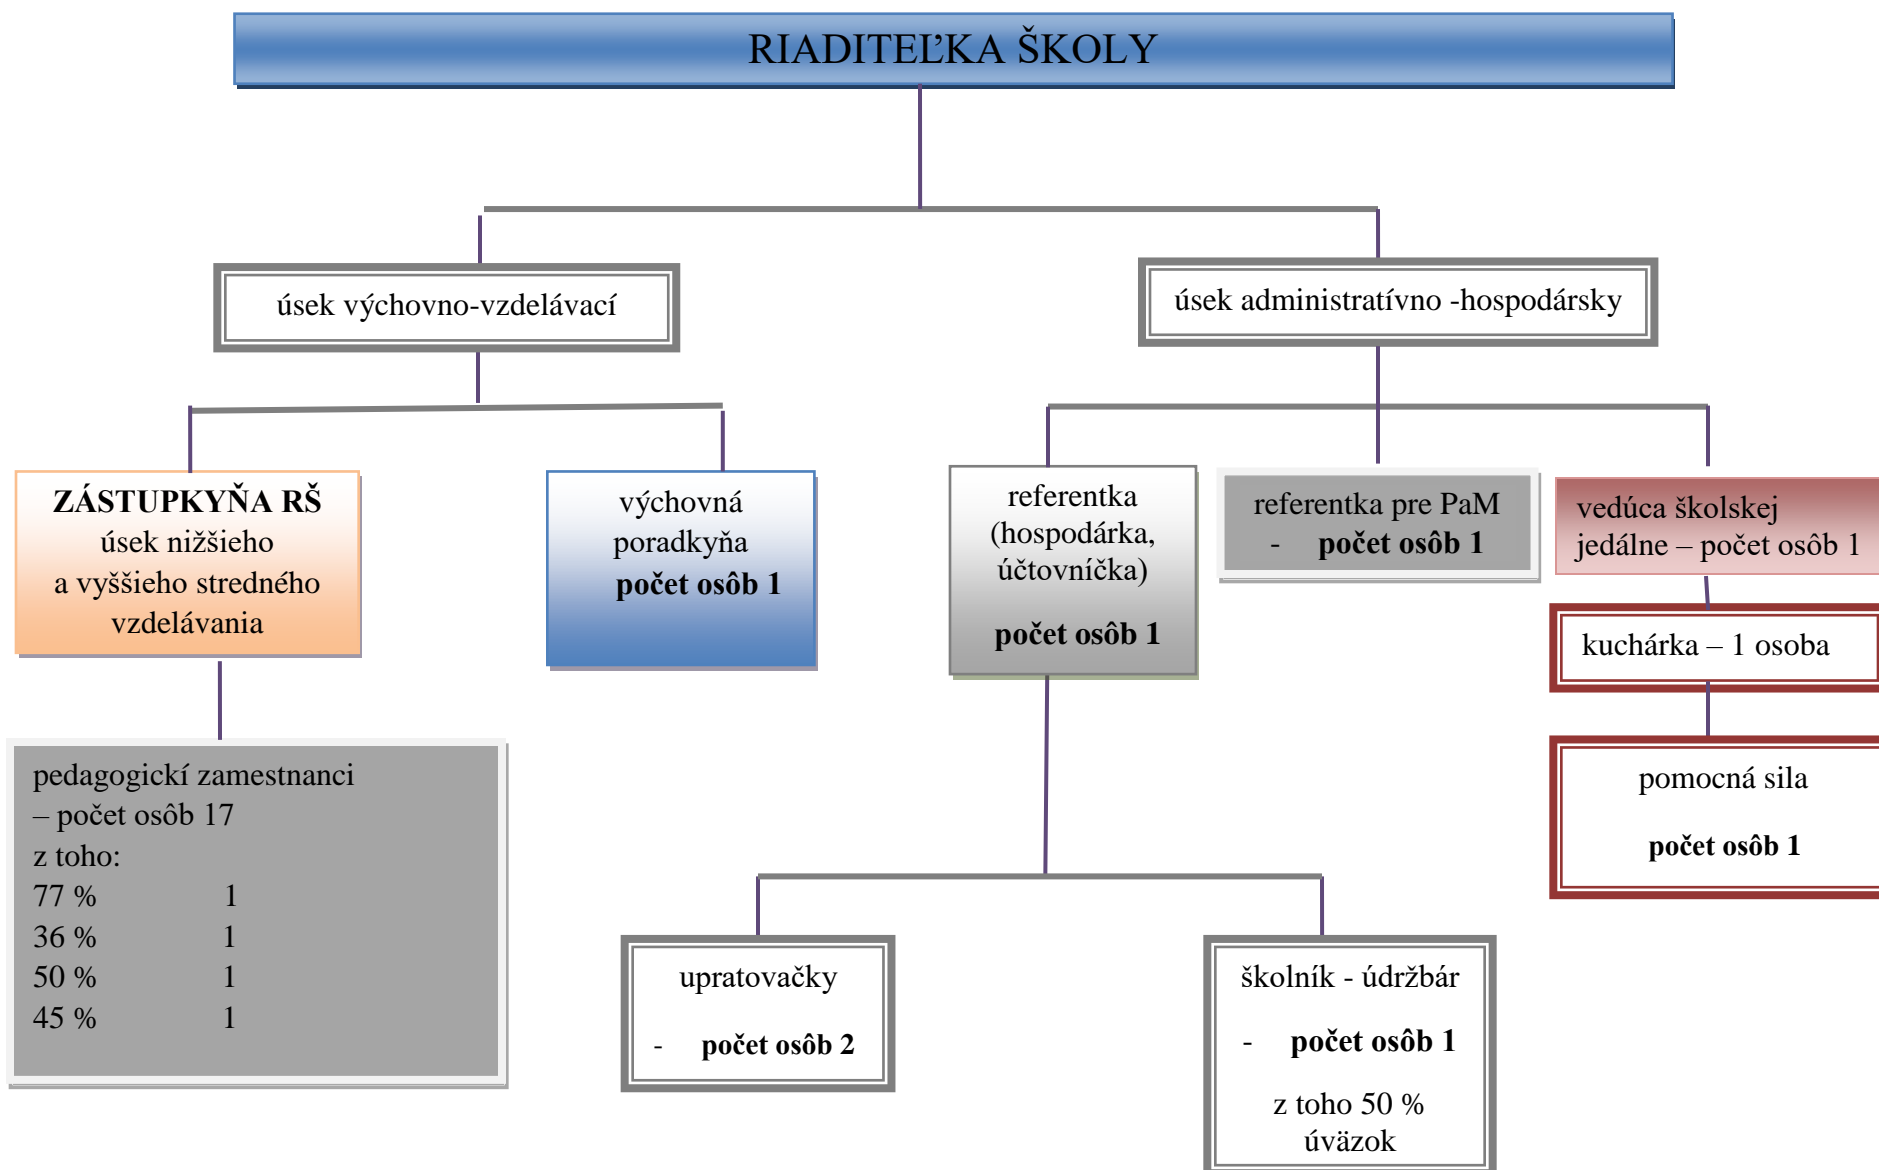 RIADITEĽKA ŠKOLY
úsek výchovno-vzdelávací
úsek administratívno -hospodársky
ZÁSTUPKYŇA RŠ
úsek nižšieho
a vyššieho stredného
vzdelávania
výchovná
poradkyňa
počet osôb 1
referentka
(hospodárka,
účtovníčka)
počet osôb 1
referentka pre PaM
- počet osôb 1
vedúca školskej
jedálne – počet osôb 1
kuchárka – 1 osoba
pomocná sila
počet osôb 1
pedagogickí zamestnanci
– počet osôb 17
z toho:
77 % 1
36 % 1
50 % 1
45 % 1
upratovačky
- počet osôb 2
školník - údržbár
- počet osôb 1
z toho 50 %
úväzok